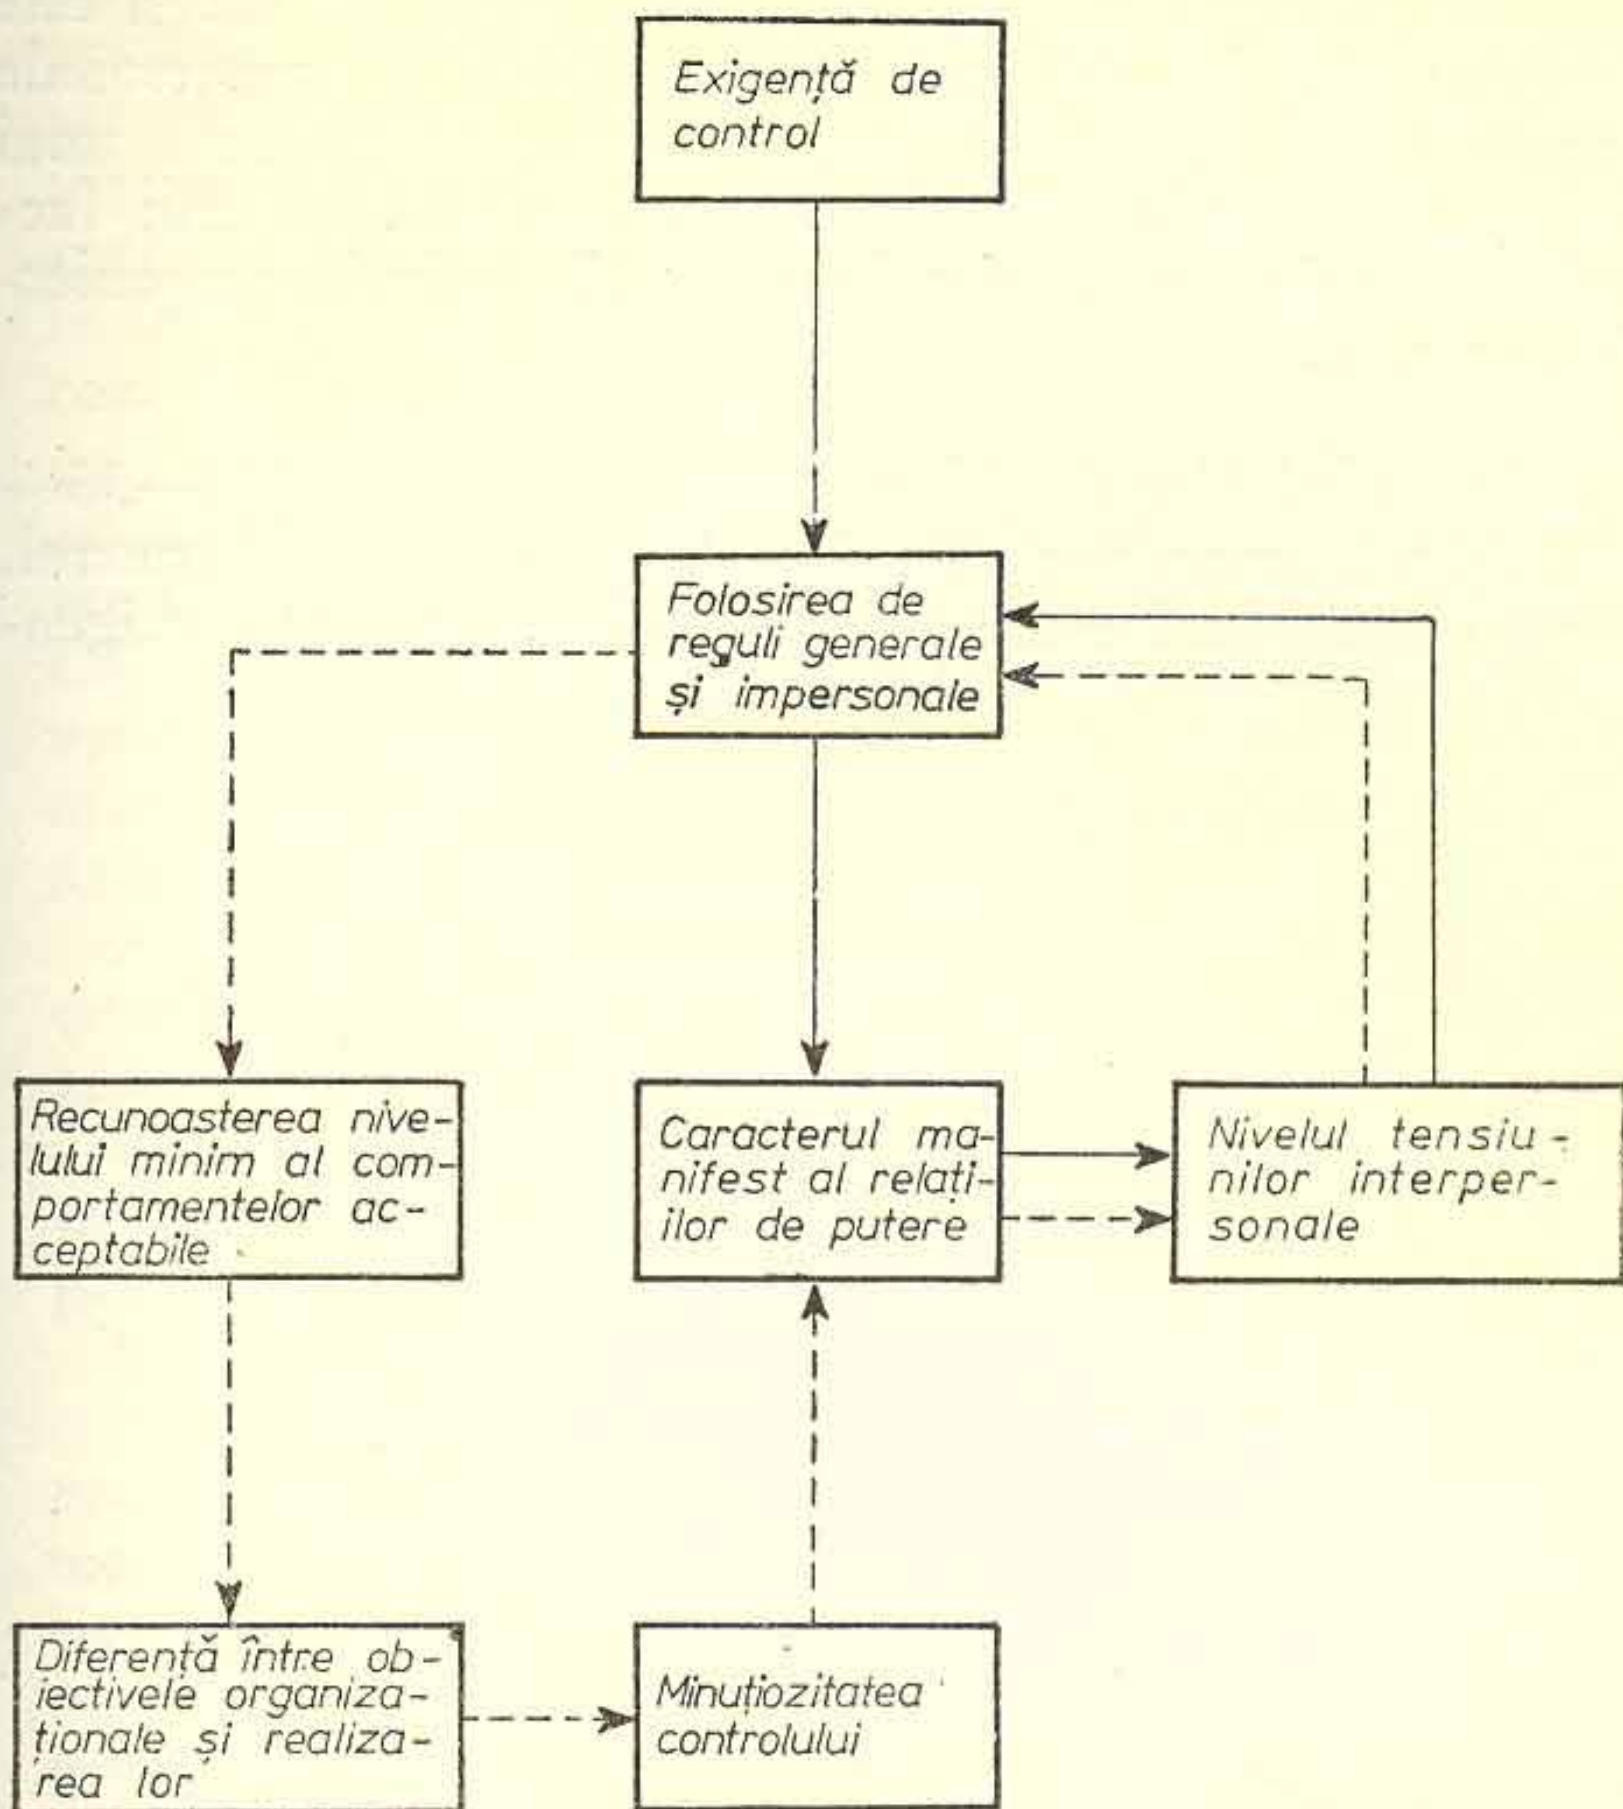 Exigență de
control
Folosirea de
reguli generale
și impersonale
Recunoasterea nive-
lului minim al com-
portamentelor ac-
ceptabile
Caracterul ma-
nifest al relați-
ilor de putere
Nivelul tensiu-
nilor interper-
sonale
Diferență între ob-
iectivele organiza-
ționale și realiza-
rea lor
Minuțiozitatea
controlului